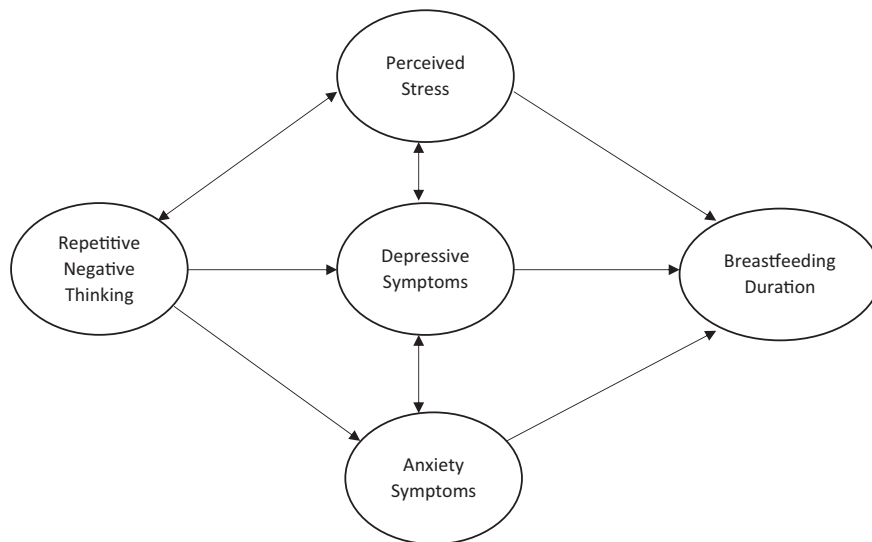 Perceived
Stress
Repetitive
Negative
Thinking
Depressive
Symptoms
Breastfeeding
Duration
Anxiety
Symptoms